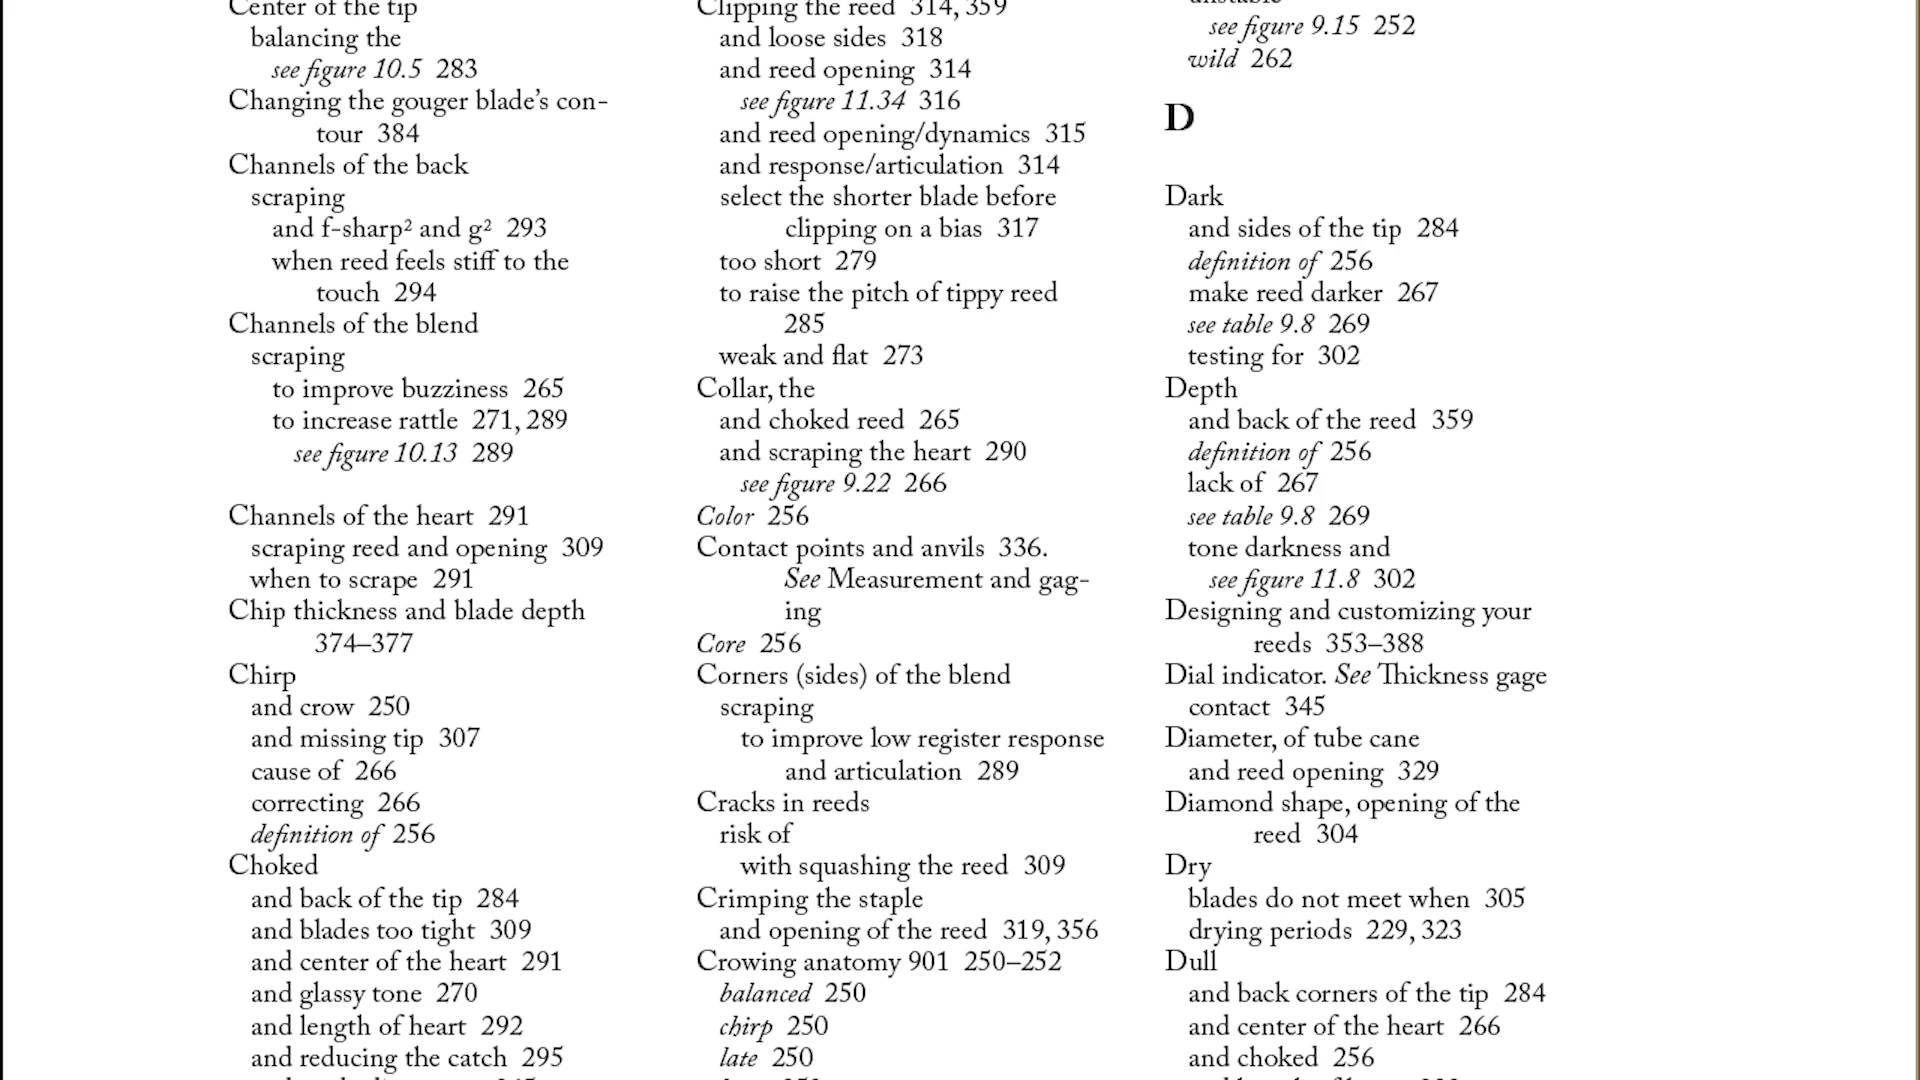 Center of the tip
balancing the
see figure 10.5 283
Changing the gouger blade's con-
tour 384
Channels of the back
scraping
and f-sharp² and g² 293
when reed feels stiff to the
touch 294
Channels of the blend
scraping
to improve buzziness 265
to increase rattle 271, 289
see figure 10.13 289
Channels of the heart 291
scraping reed and opening 309
when to scrape 291
Chip thickness and blade depth
374–377
Chirp
and crow 250
and missing tip 307
cause of 266
correcting 266
definition of 256
Choked
and back of the tip 284
and blades too tight 309
and center of the heart 291
and glassy tone 270
and length of heart 292
and reducing the catch 295
Clipping the reed 314, 359
and loose sides 318
and reed opening 314
see figure 11.34 316
and reed opening/dynamics 315
and response/articulation 314
select the shorter blade before
clipping on a bias 317
too short 279
to raise the pitch of tippy reed
285
weak and flat 273
Collar, the
and choked reed 265
and scraping the heart 290
see figure 9.22 266
Color 256
Contact points and anvils 336.
See Measurement and gag-
ing
Core 256
Corners (sides) of the blend
scraping
to improve low register response
and articulation 289
Cracks in reeds
risk of
with squashing the reed 309
Crimping the staple
and opening of the reed 319, 356
Crowing anatomy 901 250–252
balanced 250
chirp 250
late 250
unstable
see figure 9.15 252
wild 262
D
Dark
and sides of the tip 284
definition of 256
make reed darker 267
see table 9.8 269
testing for 302
Depth
and back of the reed 359
definition of 256
lack of 267
see table 9.8 269
tone darkness and
see figure 11.8 302
Designing and customizing your
reeds 353–388
Dial indicator. See Thickness gage
contact 345
Diameter, of tube cane
and reed opening 329
Diamond shape, opening of the
reed 304
Dry
blades do not meet when 305
drying periods 229, 323
Dull
and back corners of the tip 284
and center of the heart 266
and choked 256